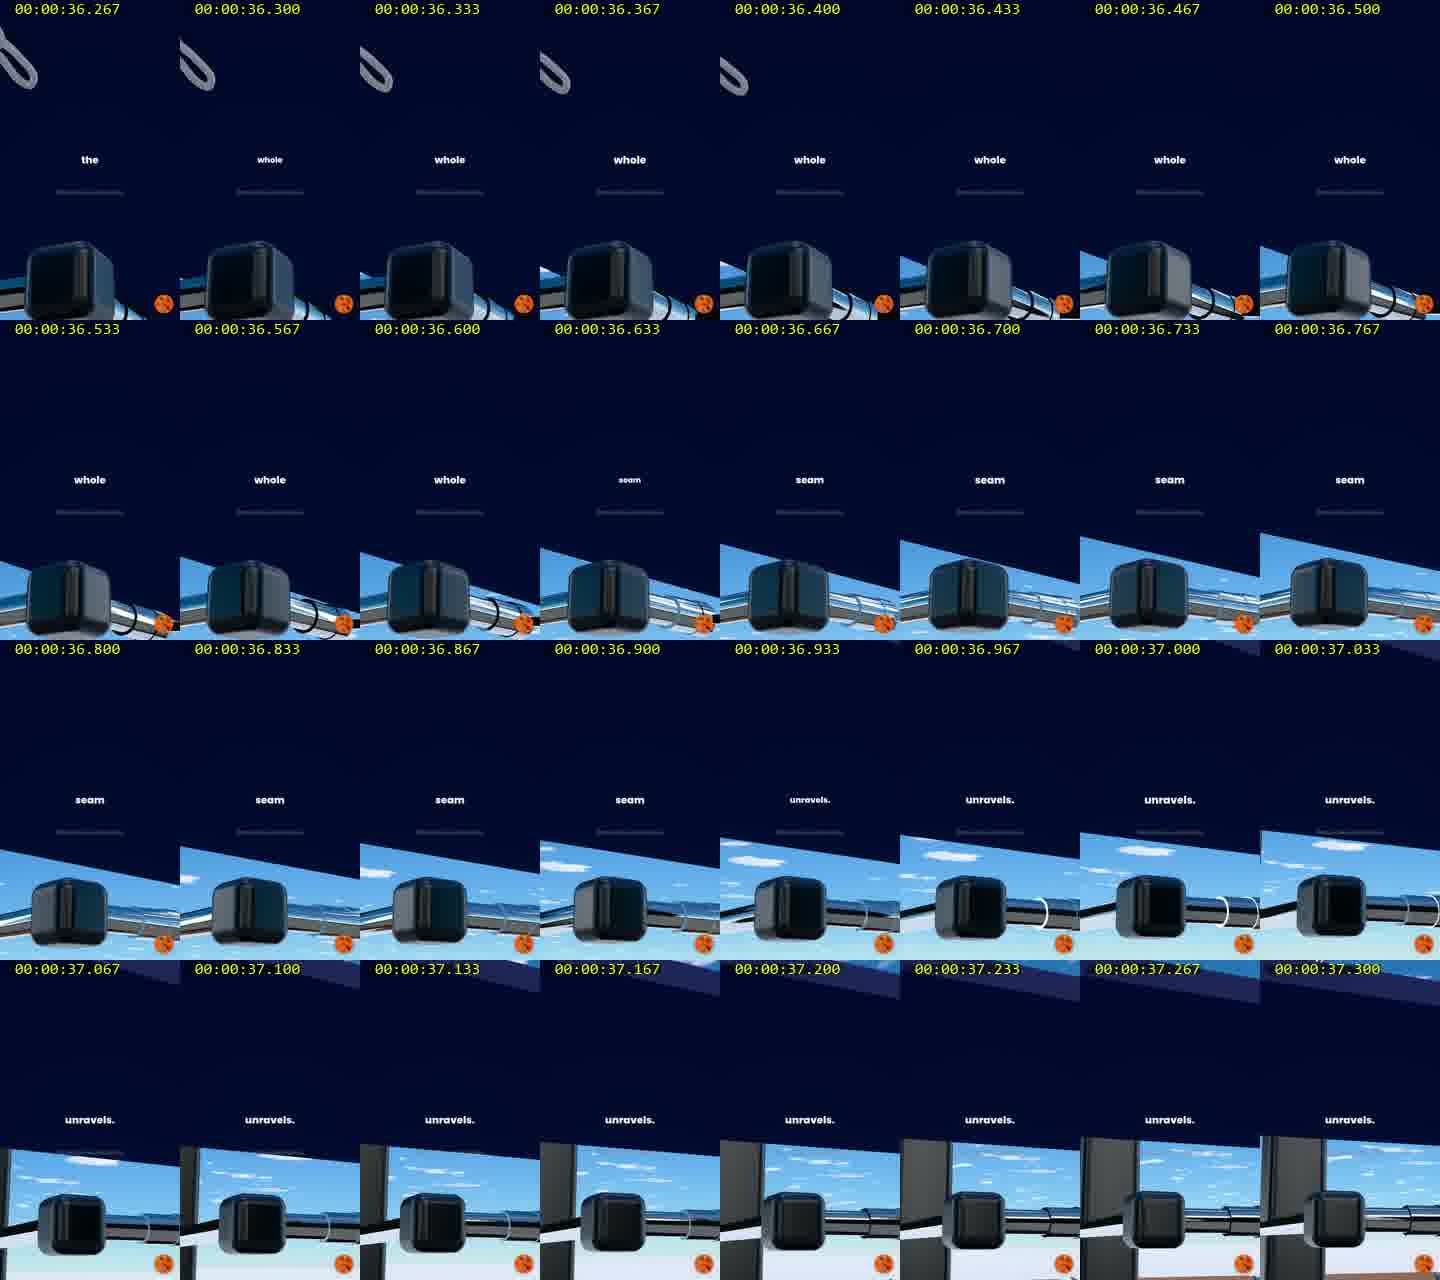 00:00:36.267 00:00:36.300 00:00:36.333 00:00:36.367 00:00:36.400 00:00:36.433 00:00:36.467 00:00:36.500
the whole whole whole whole whole whole whole
00:00:36.533 00:00:36.567 00:00:36.600 00:00:36.633 00:00:36.667 00:00:36.700 00:00:36.733 00:00:36.767
whole whole whole seam seam seam seam seam
00:00:36.800 00:00:36.833 00:00:36.867 00:00:36.900 00:00:36.933 00:00:36.967 00:00:37.000 00:00:37.033
seam seam seam seam unravels. unravels. unravels. unravels.
00:00:37.067 00:00:37.100 00:00:37.133 00:00:37.167 00:00:37.200 00:00:37.233 00:00:37.267 00:00:37.300
unravels. unravels. unravels. unravels. unravels. unravels. unravels. unravels.